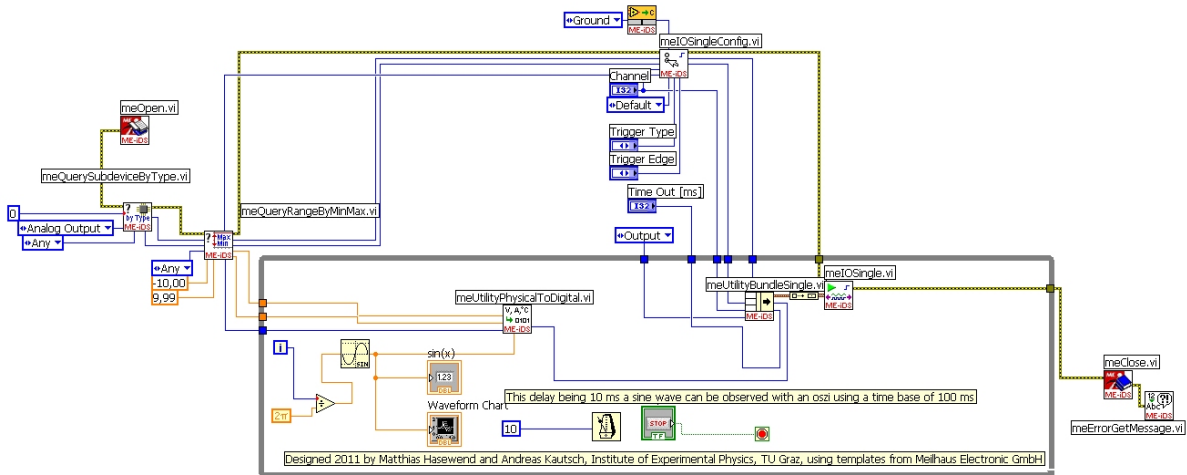 Ground
ME-iDS
meIOSingleConfig.vi
ME-iDS
Channel
I32
Default
meOpen.vi
ME-iDS
Trigger Type
Trigger Edge
meQuerySubdeviceByType.vi
Time Out [ms]
I32
meQueryRangeByMinMax.vi
0
?
by Type
ME-iDS
Analog Output
Any
? Max
Min
ME-iDS
Output
Any
-10,00
9,99
meIOSingle.vi
meUtilityBundleSingle.vi
ME-iDS
ME-iDS
meUtilityPhysicalToDigital.vi
V, A,°C
0101
ME-iDS
i
SIN
sin(x)
1.23
DBL
meClose.vi
ME-iDS
This delay being 10 ms a sine wave can be observed with an oszi using a time base of 100 ms
2π
÷
Waveform Chart
DBL
10
STOP
TF
Abc
ME-iDS
meErrorGetMessage.vi
Designed 2011 by Matthias Hasewend and Andreas Kautsch, Institute of Experimental Physics, TU Graz, using templates from Meilhaus Electronic GmbH